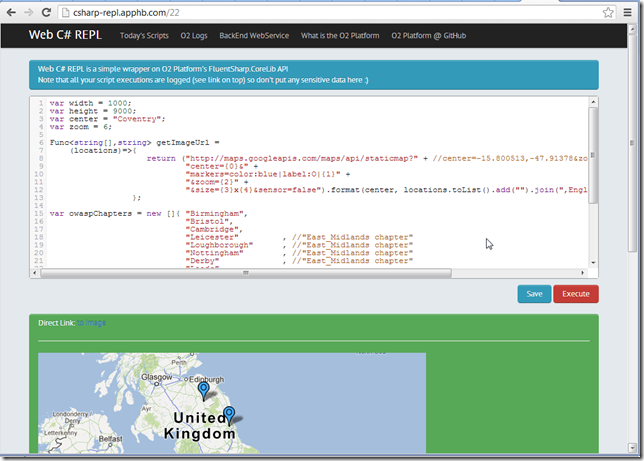 csharp-repl.apphb.com/22
Web C# REPL Today's Scripts O2 Logs BackEnd WebService What is the O2 Platform O2 Platform @ GitHub
Web C# REPL is a simple wrapper on O2 Platform's FluentSharp.CoreLib API
Note that all your script executions are logged (see link on top) so don't put any sensitive data here :)
1 var width = 1000;
2 var height = 9000;
3 var center = "Coventry";
4 var zoom = 6;
5
6 Func<string[],string> getImageUrl =
7 (locations)=>{
8 return ("http://maps.googleapis.com/maps/api/staticmap?" + //center=-15.800513,-47.91378&zo
9 "center={0}&" +
10 "markers=color:blue|label:O|{1}" +
11 "&zoom={2}" +
12 "&size={3}x{4}&sensor=false").format(center, locations.toList().add("").join(",Engl
13 };
14
15 var owaspChapters = new []{ "Birmingham",
16 "Bristol",
17 "Cambridge",
18 "Leicester" , //"East_Midlands chapter"
19 "Loughborough" , //"East_Midlands chapter"
20 "Nottingham" , //"East_Midlands chapter"
21 "Derby" , //"East_Midlands chapter"
"Leeds"
Save Execute
Direct Link: to image
Perth
Glasgow
Edinburgh
Ayr
United
Kingdom
Londonderry
Derry
Letterkenny
Belfast